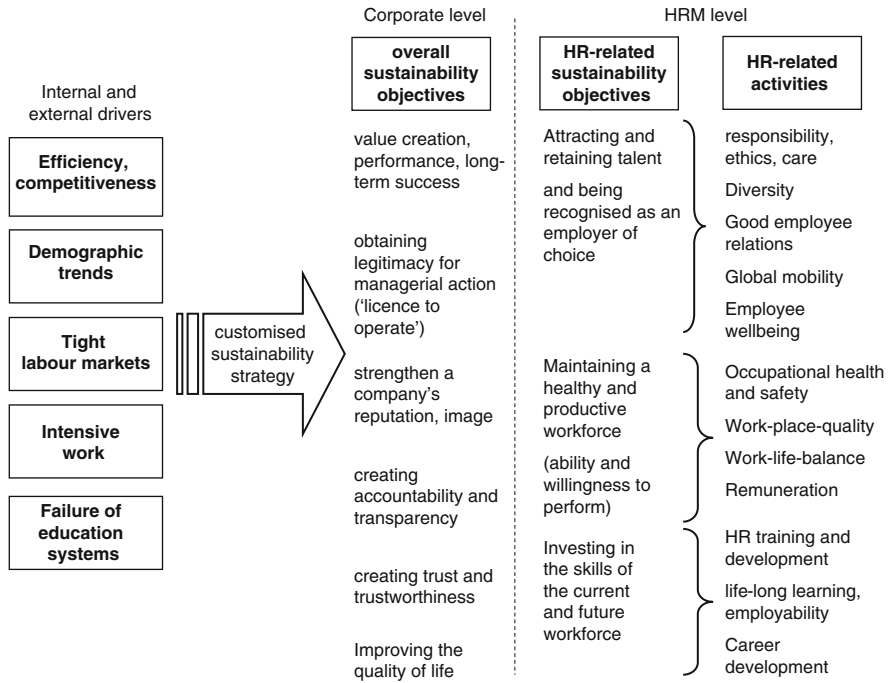 Corporate level
HRM level
Internal and
external drivers
Efficiency,
competitiveness
Demographic
trends
Tight
labour markets
Intensive
work
Failure of
education
systems
customised
sustainability
strategy
overall
sustainability
objectives
value creation,
performance, long-
term success
obtaining
legitimacy for
managerial action
(‘licence to
operate’)
strengthen a
company’s
reputation, image
creating
accountability and
transparency
creating trust and
trustworthiness
Improving the
quality of life
HR-related
sustainability
objectives
Attracting and
retaining talent
and being
recognised as an
employer of
choice
Maintaining a
healthy and
productive
workforce
(ability and
willingness to
perform)
Investing in
the skills of
the current
and future
workforce
HR-related
activities
responsibility,
ethics, care
Diversity
Good employee
relations
Global mobility
Employee
wellbeing
Occupational health
and safety
Work-place-quality
Work-life-balance
Remuneration
HR training and
development
life-long learning,
employability
Career
development